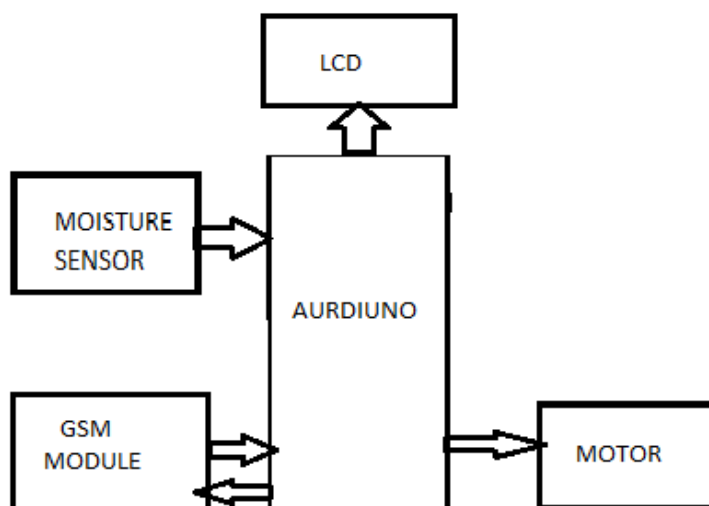 LCD
MOISTURE
SENSOR
AURDIUNO
GSM
MODULE
MOTOR